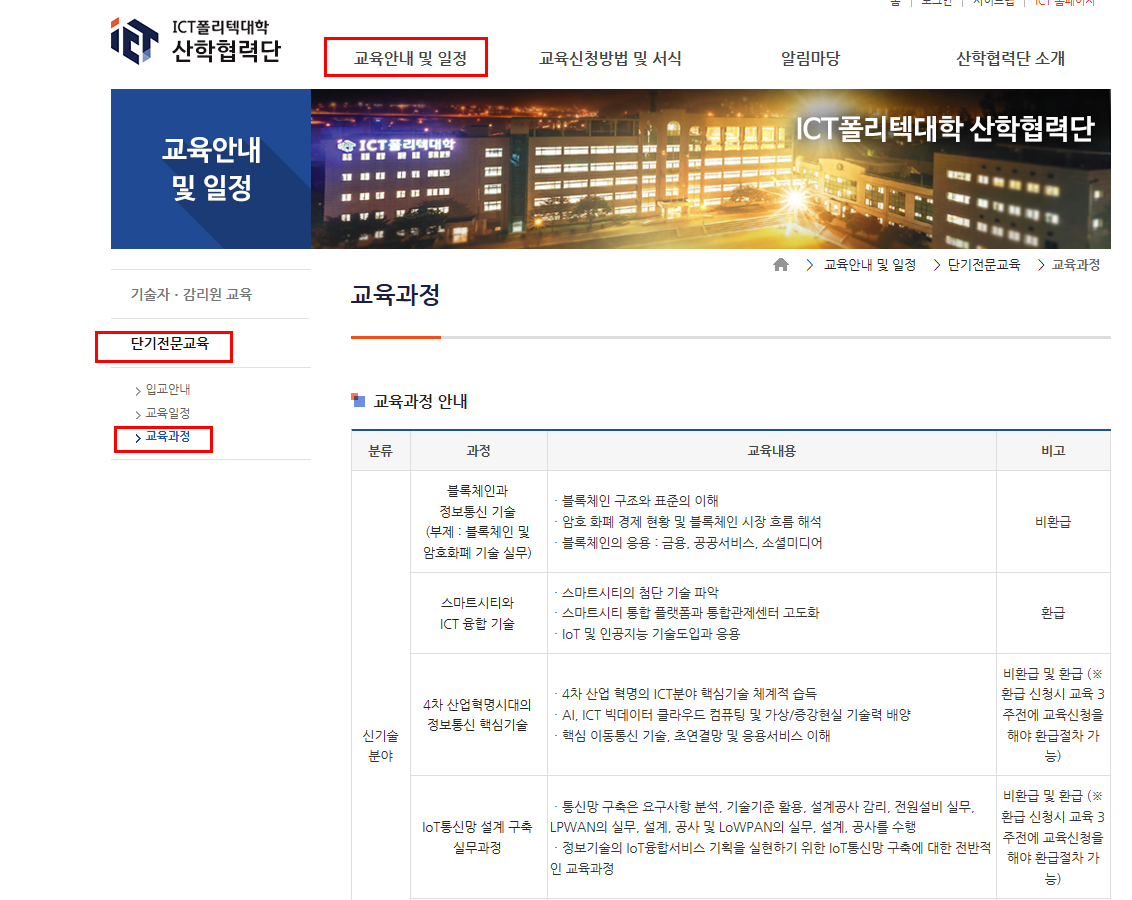 ICT 홈페이지
ICT폴리텍대학
산학협력단
교육안내 및 일정
교육신청방법 및 서식
알림마당
산학협력단 소개
교육안내
및 일정
ICT폴리텍대학
ICT폴리텍대학 산학협력단
교육안내 및 일정 > 단기전문교육 > 교육과정
기술자 · 감리원 교육
단기전문교육
> 입교안내
> 교육일정
> 교육과정
교육과정
교육과정 안내
분류 과정 교육내용 비고
신기술
분야
블록체인과
정보통신 기술
(부제 : 블록체인 및
암호화폐 기술 실무)
· 블록체인 구조와 표준의 이해
· 암호 화폐 경제 현황 및 블록체인 시장 흐름 해석
· 블록체인의 응용 : 금융, 공공서비스, 소셜미디어
비환급
스마트시티와
ICT 융합 기술
· 스마트시티의 첨단 기술 파악
· 스마트시티 통합 플랫폼과 통합관제센터 고도화
· IoT 및 인공지능 기술도입과 응용
환급
4차 산업혁명시대의
정보통신 핵심기술
· 4차 산업 혁명의 ICT분야 핵심기술 체계적 습득
· AI, ICT 빅데이터 클라우드 컴퓨팅 및 가상/증강현실 기술력 배양
· 핵심 이동통신 기술, 초연결망 및 응용서비스 이해
비환급 및 환급 (※
환급 신청시 교육 3
주전에 교육신청을
해야 환급절차 가
능)
IoT통신망 설계 구축
실무과정
· 통신망 구축은 요구사항 분석, 기술기준 활용, 설계공사 감리, 전원설비 실무,
LPWAN의 실무, 설계, 공사 및 LoWPAN의 실무, 설계, 공사를 수행
· 정보기술의 IoT융합서비스 기획을 실현하기 위한 IoT통신망 구축에 대한 전반적
인 교육과정
비환급 및 환급 (※
환급 신청시 교육 3
주전에 교육신청을
해야 환급절차 가
능)